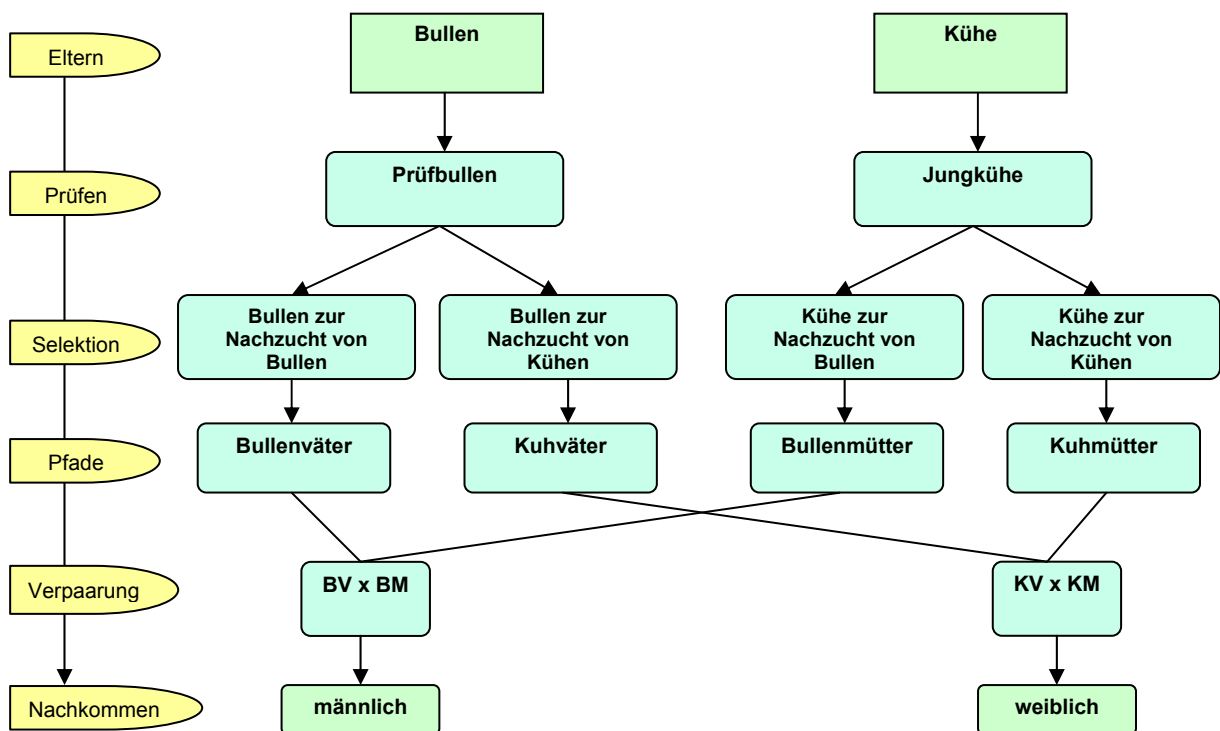 Eltern
Bullen
Kühe
Prüfen
Prüfbullen
Jungkühe
Selektion
Bullen zur
Nachzucht von
Bullen
Bullen zur
Nachzucht von
Kühen
Kühe zur
Nachzucht von
Bullen
Kühe zur
Nachzucht von
Kühen
Pfade
Bullenväter
Kuhväter
Bullenmütter
Kuhmütter
Verpaarung
BV x BM
KV x KM
Nachkommen
männlich
weiblich